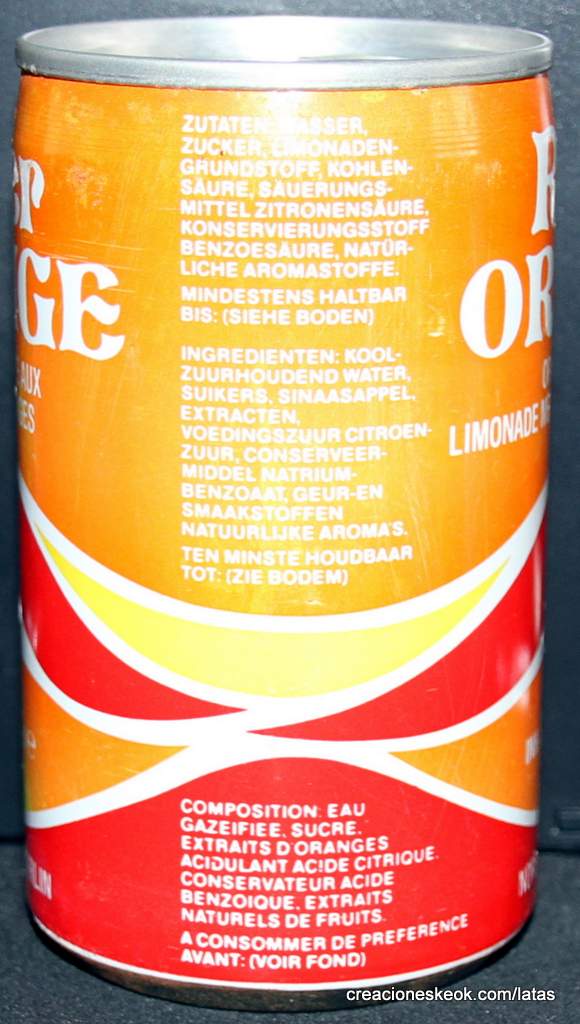 ZUTATEN: WASSER,
ZUCKER, LIMONADEN-
GRUNDSTOFF, KOHLEN-
SÄURE, SÄUERUNGS-
MITTEL ZITRONENSÄURE,
KONSERVIERUNGSSTOFF
BENZOESÄURE, NATÜR-
LICHE AROMASTOFFE.
MINDESTENS HALTBAR
BIS: (SIEHE BODEN)
INGREDIENTEN: KOOL-
ZUURHOUDEND WATER,
SUIKERS, SINAASAPPEL,
EXTRACTEN,
VOEDINGSZUUR CITROEN-
ZUUR, CONSERVEER-
MIDDEL NATRIUM-
BENZOAAT, GEUR-EN
SMAAKSTOFFEN
NATUURLIJKE AROMA'S.
TEN MINSTE HOUDBAAR
TOT: (ZIE BODEM)
AUX
LIMONADE
COMPOSITION: EAU
GAZEIFIEE, SUCRE,
EXTRAITS D'ORANGES
ACIDULANT ACIDE CITRIQUE.
CONSERVATEUR ACIDE
BENZOIQUE, EXTRAITS
NATURELS DE FRUITS.
A CONSOMMER DE PREFERENCE
AVANT: (VOIR FOND)
creacioneskeok.com/latas